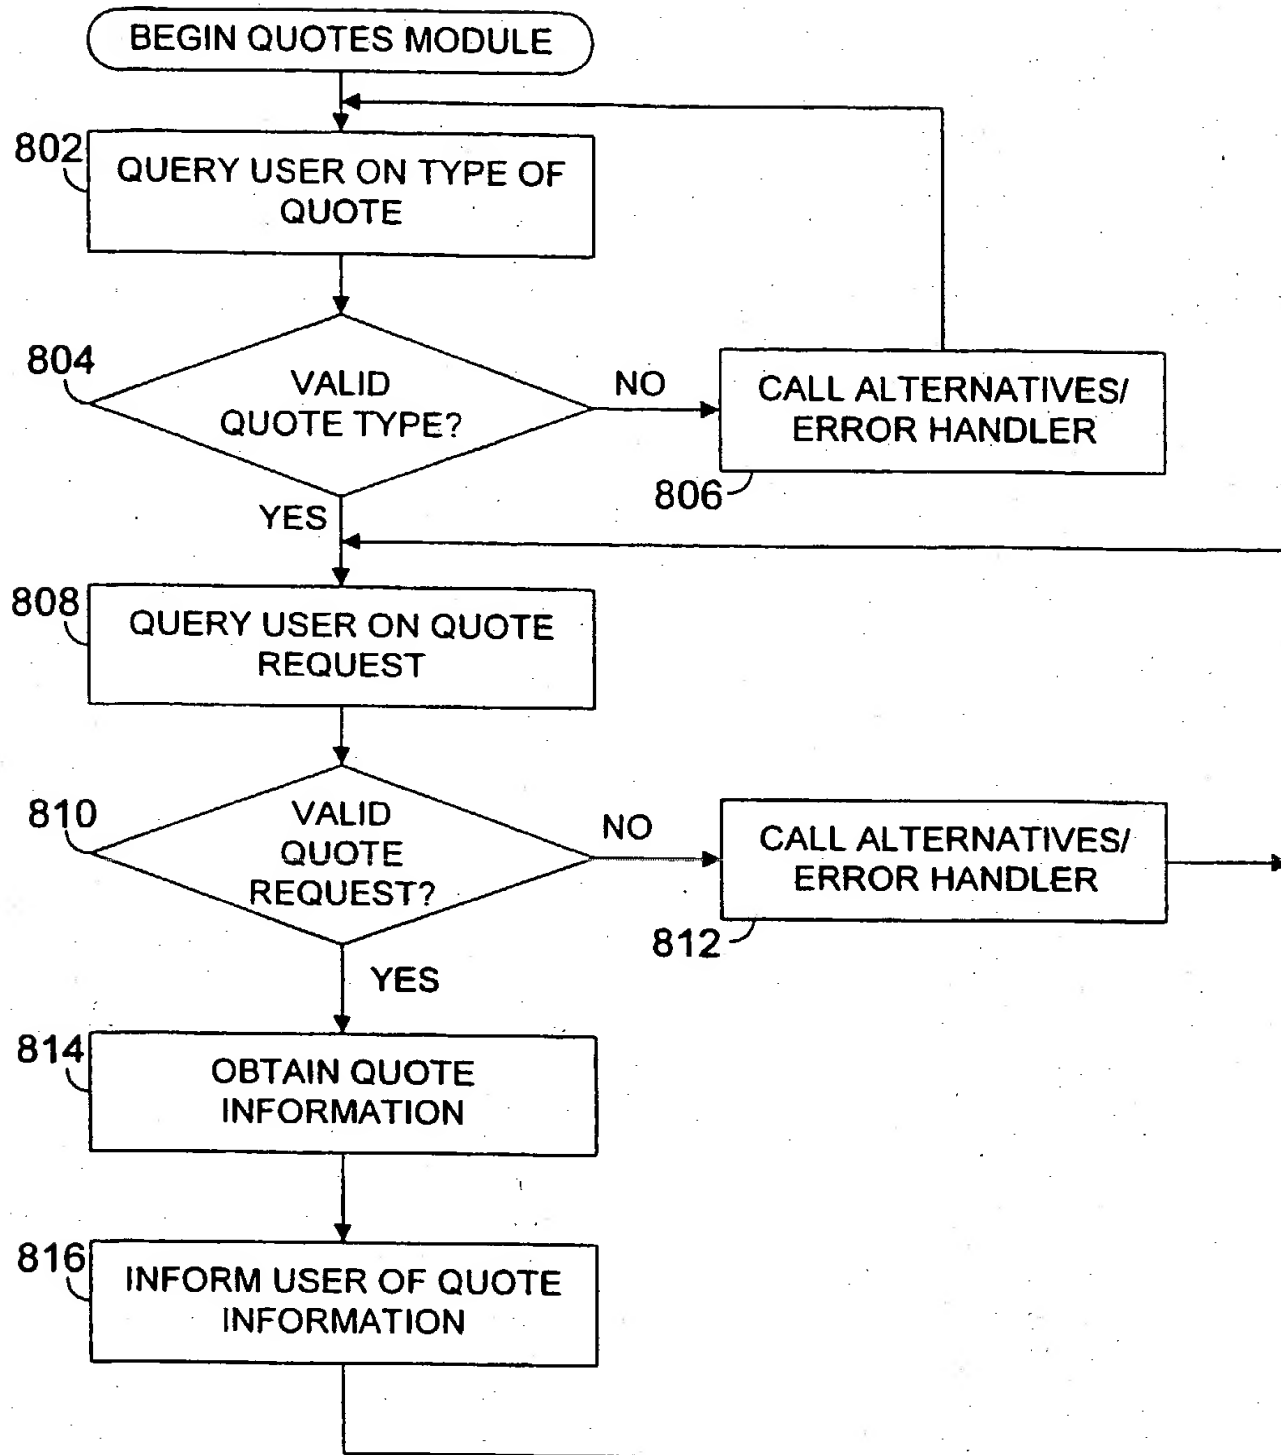 BEGIN QUOTES MODULE
802
QUERY USER ON TYPE OF
QUOTE
804
VALID
QUOTE TYPE?
NO
CALL ALTERNATIVES/
ERROR HANDLER
806
YES
808
QUERY USER ON QUOTE
REQUEST
810
VALID
QUOTE
REQUEST?
NO
CALL ALTERNATIVES/
ERROR HANDLER
812
YES
814
OBTAIN QUOTE
INFORMATION
816
INFORM USER OF QUOTE
INFORMATION